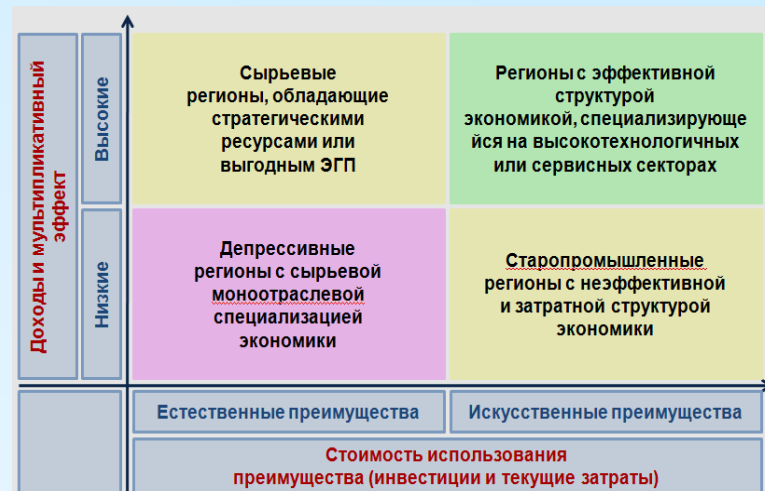 Доходы и мультипликативный
эффект
Высокие
Сырьевые
регионы, обладающие
стратегическими
ресурсами или
выгодным ЭГП
Регионы с эффективной
структурой
экономикой, специализирующе
йся на высокотехнологичных
или сервисных секторах
Низкие
Депрессивные
регионы с сырьевой
моноотраслевой
специализацией
экономики
Старопромышленные
регионы с неэффективной
и затратной структурой
экономики
Естественные преимущества
Искусственные преимущества
Стоимость использования
преимущества (инвестиции и текущие затраты)